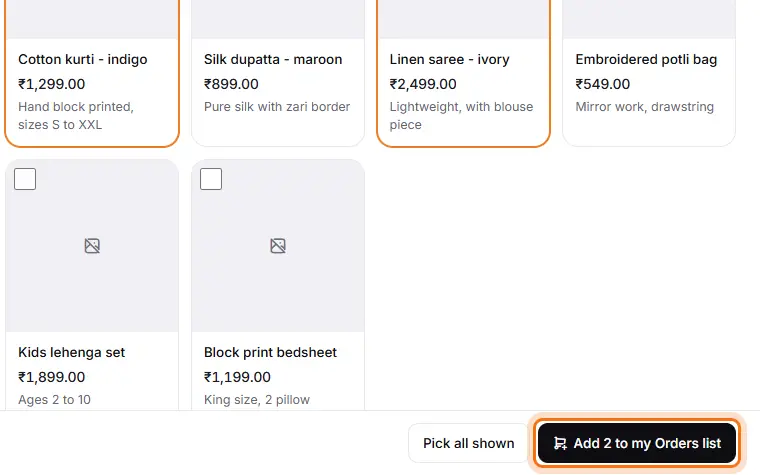 Cotton kurti - indigo
₹1,299.00
Hand block printed,
sizes S to XXL
Silk dupatta - maroon
₹899.00
Pure silk with zari border
Linen saree - ivory
₹2,499.00
Lightweight, with blouse
piece
Embroidered potli bag
₹549.00
Mirror work, drawstring
Kids lehenga set
₹1,899.00
Ages 2 to 10
Block print bedsheet
₹1,199.00
King size, 2 pillow
Pick all shown
Add 2 to my Orders list